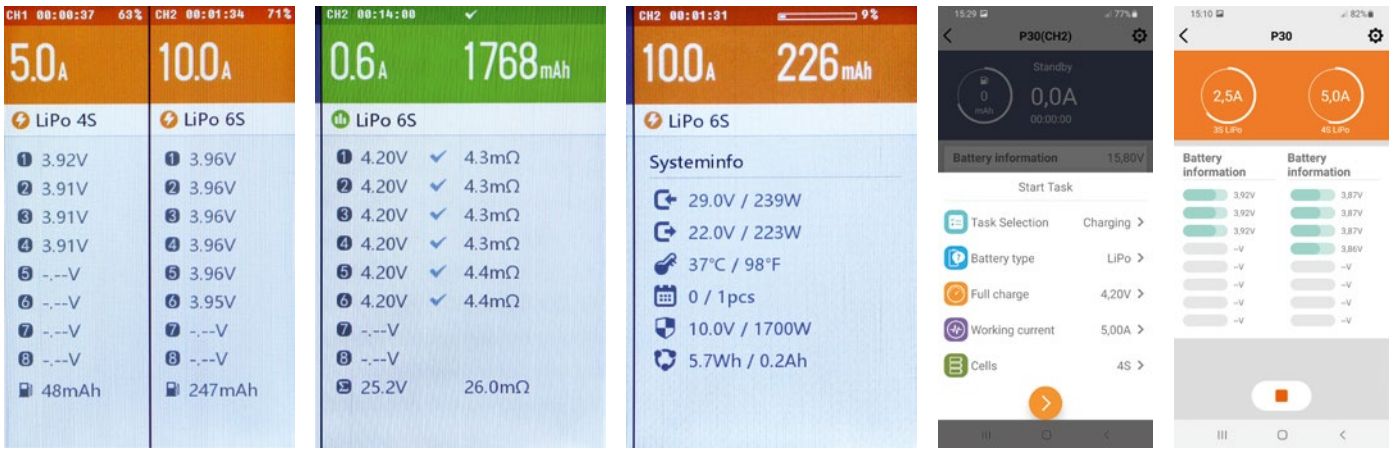 CH1 00:00:37 63% CH2 00:01:34 71%
5.0A 10.0A
LiPo 4S LiPo 6S
1 3.92V 1 3.96V
2 3.91V 2 3.96V
3 3.91V 3 3.96V
4 3.91V 4 3.96V
5 -.--V 5 3.96V
6 -.--V 6 3.95V
7 -.--V 7 -.--V
8 -.--V 8 -.--V
48mAh 247mAh
CH2 00:14:00
0.6A 1768mAh
LiPo 6S
1 4.20V 4.3mΩ
2 4.20V 4.3mΩ
3 4.20V 4.3mΩ
4 4.20V 4.3mΩ
5 4.20V 4.4mΩ
6 4.20V 4.4mΩ
7 -.--V
8 -.--V
Σ 25.2V 26.0mΩ
CH2 00:01:31 9%
10.0A 226mAh
LiPo 6S
Systeminfo
29.0V / 239W
22.0V / 223W
37°C / 98°F
0 / 1pcs
10.0V / 1700W
5.7Wh / 0.2Ah
15:29 77%
P30(CH2)
Standby
0
mAh
0,0A
00:00:00
Battery information 15,80V
Start Task
Task Selection Charging >
Battery type LiPo >
Full charge 4,20V >
Working current 5,00A >
Cells 4S >
15:10 82%
P30
2,5A 5,0A
3S LiPo 4S LiPo
Battery information Battery information
3,92V 3,87V
3,92V 3,87V
3,92V 3,87V
--V 3,86V
--V --V
--V --V
--V --V
--V --V